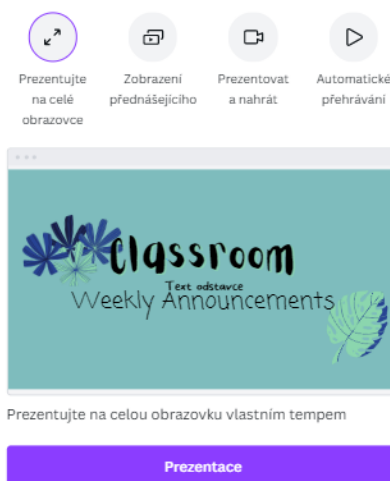 Prezentujte
na celé
obrazovce
Zobrazení
přednášejícího
Prezentovat
a nahrát
Automatické
přehrávání
Classroom
Text odstavce
Weekly Announcements
Prezentujte na celou obrazovku vlastním tempem
Prezentace